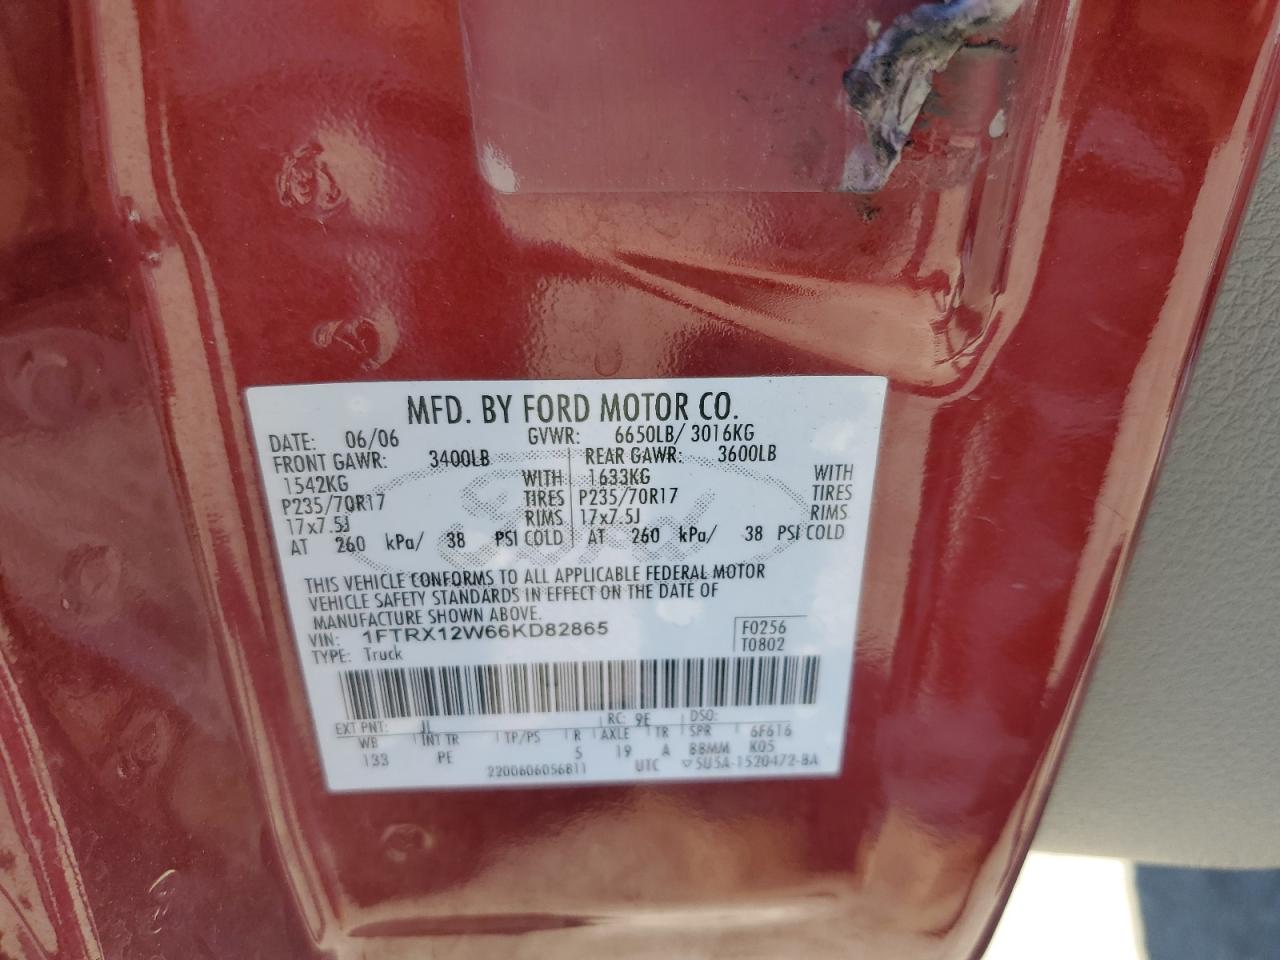 MFD. BY FORD MOTOR CO.
DATE: 06/06 GVWR: 6650LB/ 3016KG
FRONT GAWR: 3400LB REAR GAWR: 3600LB
1542KG WITH 1633KG WITH
P235/70R17 TIRES P235/70R17 TIRES
17x7.5J RIMS 17x7.5J RIMS
AT 260 kPa/ 38 PSI COLD AT 260 kPa/ 38 PSI COLD
THIS VEHICLE CONFORMS TO ALL APPLICABLE FEDERAL MOTOR
VEHICLE SAFETY STANDARDS IN EFFECT ON THE DATE OF
MANUFACTURE SHOWN ABOVE.
VIN: 1FTRX12W66KD82865 F0256
TYPE: Truck T0802
EXT PNT: JL RC: 9E DSO:
WB INT TR TP/PS R AXLE TR SPR 6F616
133 PE 5 19 A BBMM K05
2200606056811 UTC ▽5U5A-1520472-BA